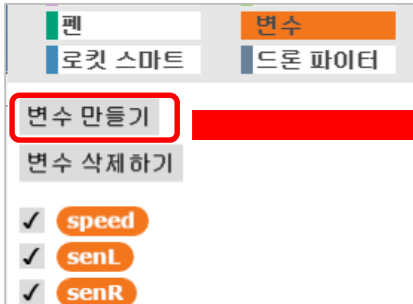 펜 변수
로킷 스마트 드론 파이터
변수 만들기
변수 삭제하기
speed
senL
senR